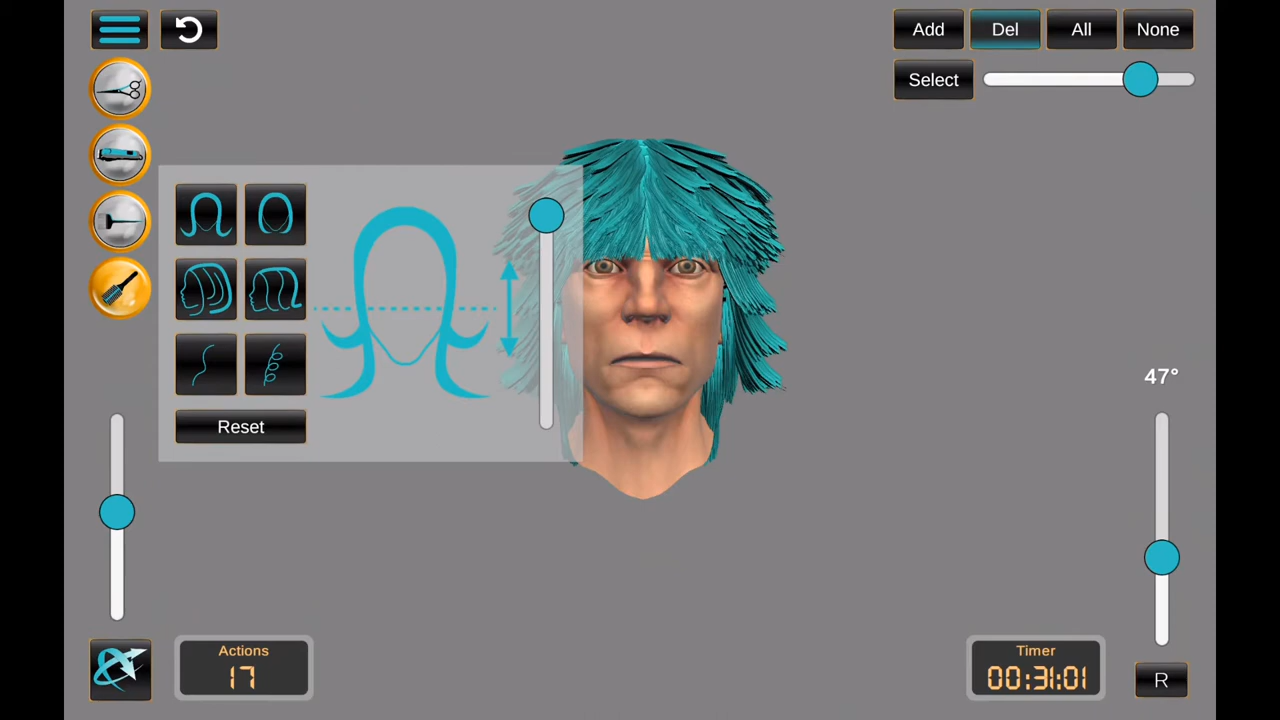 Add
Del
All
None
Select
47°
Reset
Actions
17
Timer
00:31:01
R